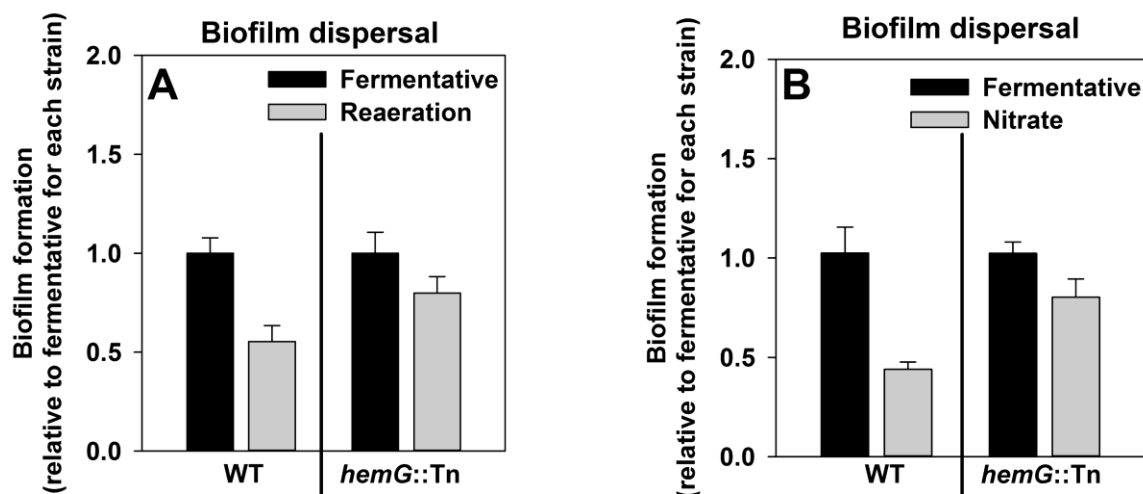 Biofilm dispersal
A
Fermentative
Reaeration
Biofilm formation
(relative to fermentative for each strain)
2.0
1.5
1.0
0.5
0.0
WT
hemG::Tn
Biofilm dispersal
B
Fermentative
Nitrate
Biofilm formation
(relative to fermentative for each strain)
2.0
1.5
1.0
0.5
0.0
WT
hemG::Tn